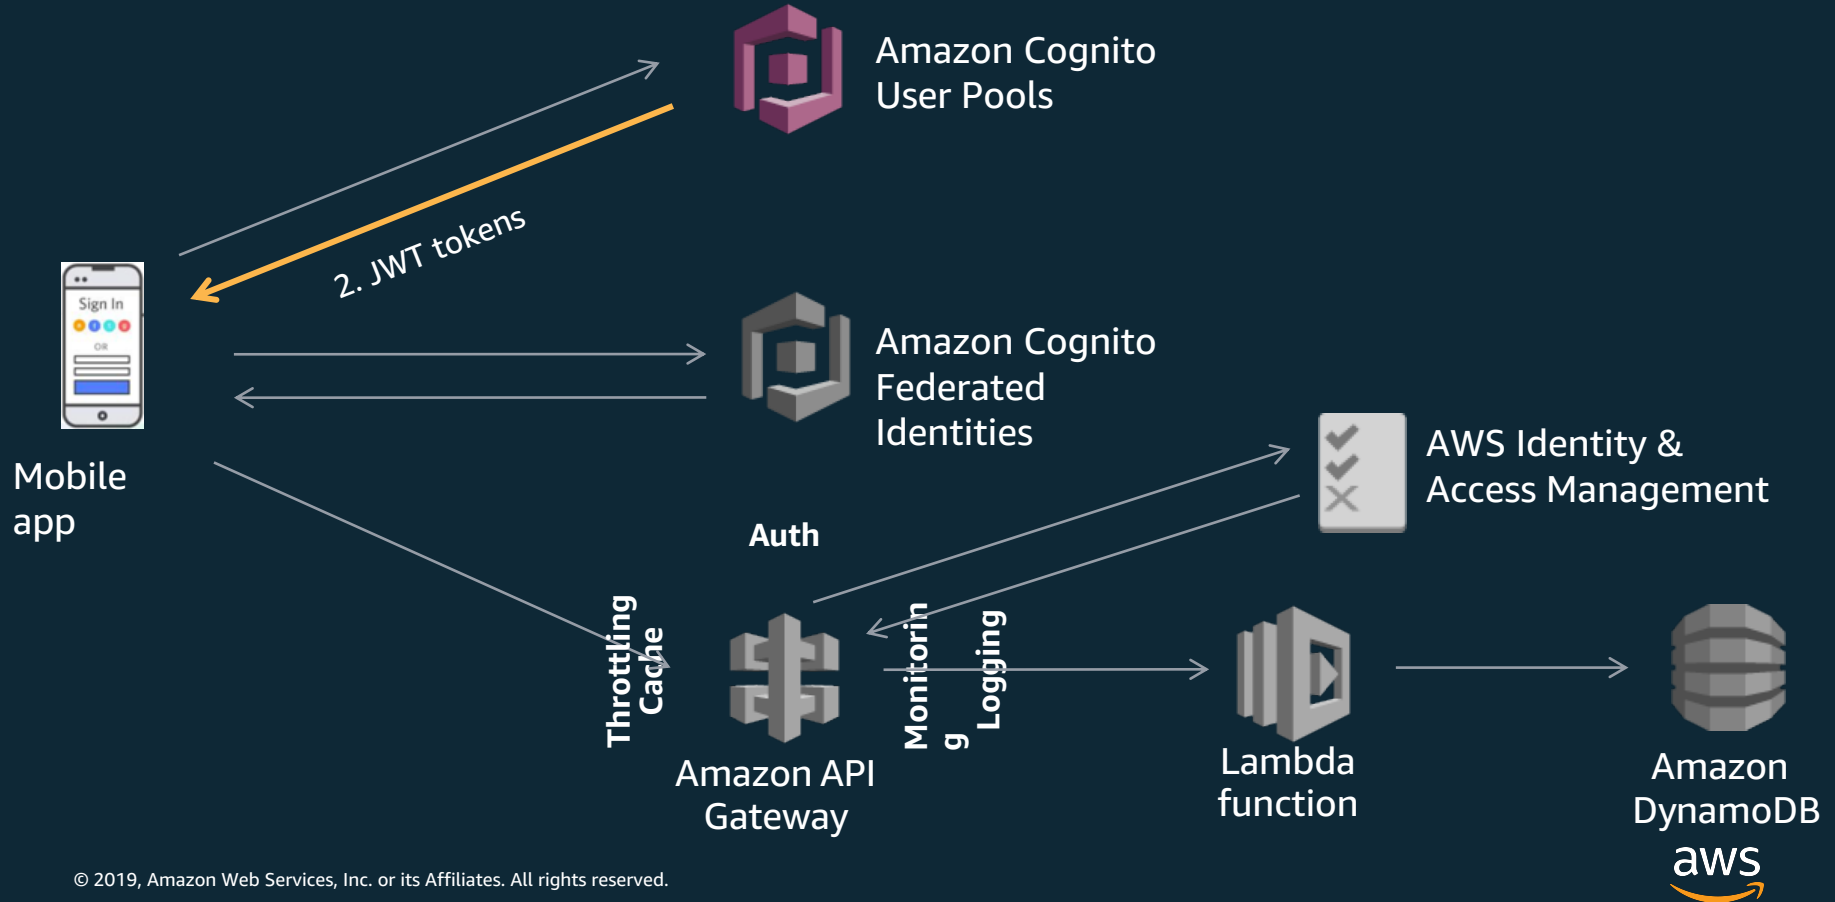 Amazon Cognito
User Pools
2. JWT tokens
Sign In
OR
Mobile
app
Amazon Cognito
Federated
Identities
AWS Identity &
Access Management
Auth
Throttling
Cache
Monitorin
g
Logging
Amazon API
Gateway
Lambda
function
Amazon
DynamoDB
© 2019, Amazon Web Services, Inc. or its Affiliates. All rights reserved.
aws